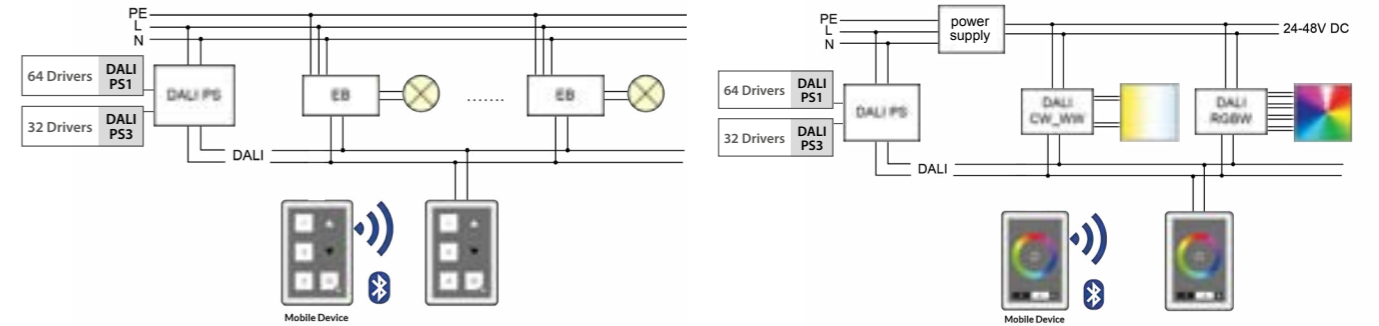 PE
L
N
64 Drivers DALI PS1
32 Drivers DALI PS3
DALI PS
EB
.......
EB
DALI
Mobile Device
PE
L
N
power
supply
24-48V DC
64 Drivers DALI PS1
32 Drivers DALI PS3
DALI PS
DALI
CW_WW
DALI
RGBW
DALI
Mobile Device